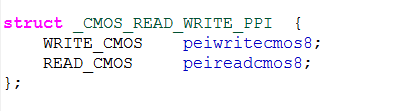 struct _CMOS_READ_WRITE_PPI {
WRITE_CMOS peiwritecmos8;
READ_CMOS peireadcmos8;
};